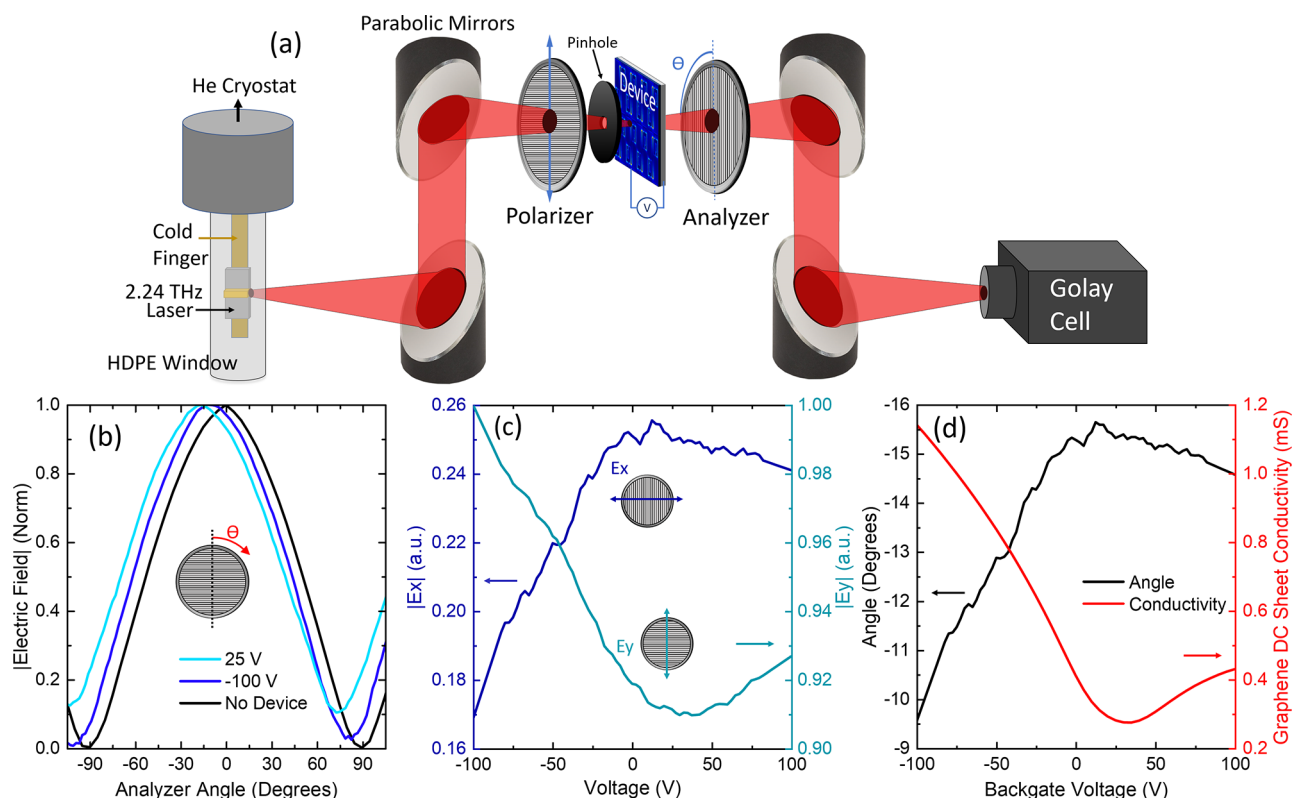 (a)
Parabolic Mirrors
Pinhole
Device
Θ
He Cryostat
V
Polarizer
Analyzer
Cold
Finger
2.24 THz
Laser
HDPE Window
Golay
Cell
(b)
|Electric Field| (Norm)
1.0
0.8
0.6
0.4
0.2
0.0
Θ
25 V
-100 V
No Device
-90
-60
-30
0
30
60
90
Analyzer Angle (Degrees)
(c)
|Ex| (a.u.)
0.26
0.24
0.22
0.20
0.18
0.16
Ex
Ey
-100
-50
0
50
100
Voltage (V)
1.00
0.98
0.96
0.94
0.92
0.90
|Ey| (a.u.)
(d)
Angle (Degrees)
-16
-15
-14
-13
-12
-11
-10
-9
Angle
Conductivity
-100
-50
0
50
100
Backgate Voltage (V)
1.2
1.0
0.8
0.6
0.4
0.2
Graphene DC Sheet Conductivity (mS)